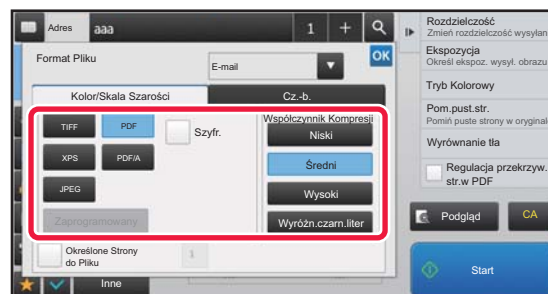 Adres aaa 1 +
Format Pliku
E-mail
OK
Kolor/Skala Szarości
Cz.-b.
TIFF
PDF
Szyfr.
XPS
PDF/A
JPEG
Zaprogramowany
Współczynnik Kompresji
Niski
Średni
Wysoki
Wyróżn.czarn.liter
Określone Strony
do Pliku
1
Inne
Rozdzielczość
Zmień rozdzielczość wysyłan
Ekspozycja
Określ ekspoz. wysył. obrazu
Tryb Kolorowy
Pom.pust.str.
Pomiń puste strony w oryginal
Wyrównanie tła
Regulacja przekrzyw.
str.w PDF
Podgląd
CA
Start